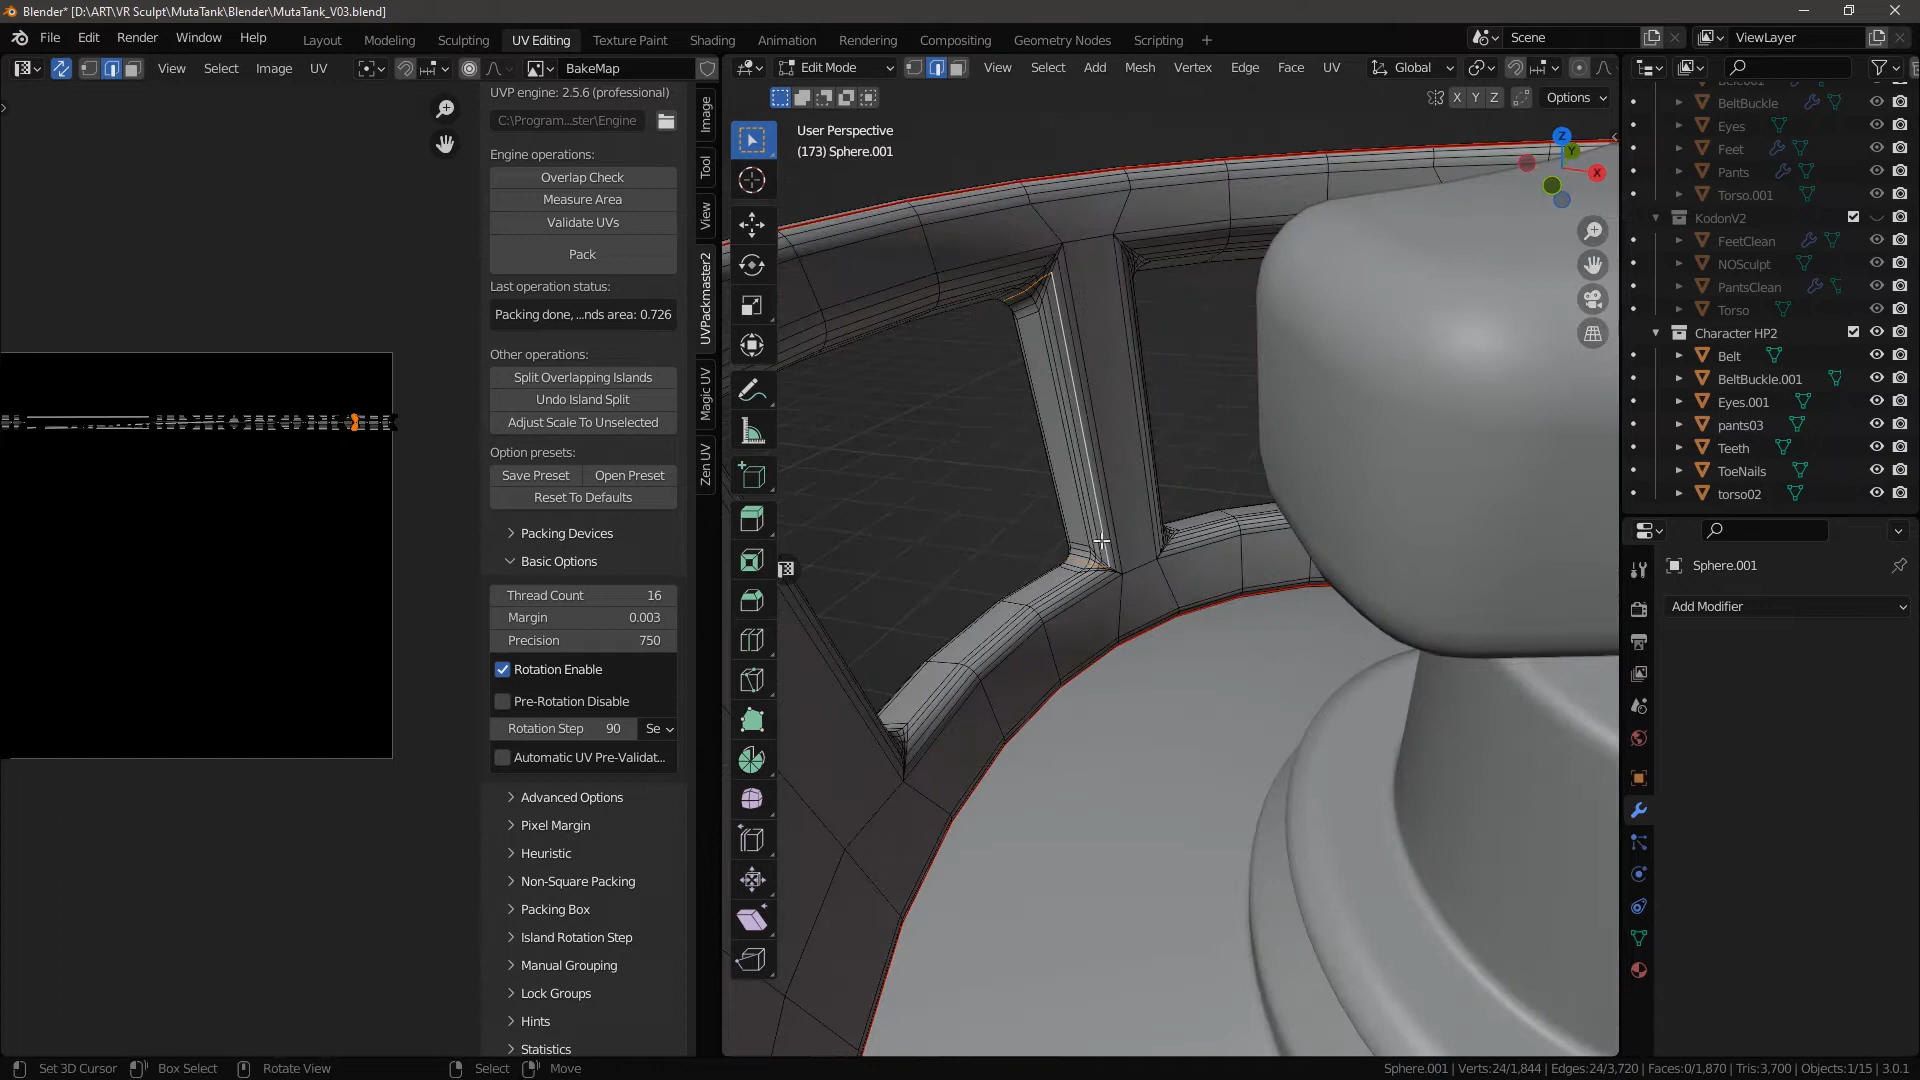 Blender* [D:\ART\VR Sculpt\MutaTank\Blender\MutaTank_V03.blend]
File Edit Render Window Help Layout Modeling Sculpting UV Editing Texture Paint Shading Animation Rendering Compositing Geometry Nodes Scripting + Scene ViewLayer
View Select Image UV BakeMap Edit Mode View Select Add Mesh Vertex Edge Face UV Global
X Y Z Options
UVP engine: 2.5.6 (professional)
C:\Program...ster\Engine
Engine operations:
Overlap Check
Measure Area
Validate UVs
Pack
Last operation status:
Packing done, ...nds area: 0.726
Other operations:
Split Overlapping Islands
Undo Island Split
Adjust Scale To Unselected
Option presets:
Save Preset Open Preset
Reset To Defaults
Packing Devices
Basic Options
Thread Count 16
Margin 0.003
Precision 750
Rotation Enable
Pre-Rotation Disable
Rotation Step 90 Se
Automatic UV Pre-Validat...
Advanced Options
Pixel Margin
Heuristic
Non-Square Packing
Packing Box
Island Rotation Step
Manual Grouping
Lock Groups
Hints
Statistics
Image
Tool
View
UVPackmaster2
Magic UV
Zen UV
User Perspective
(173) Sphere.001
Z
Y
X
BeltBuckle
Eyes
Feet
Pants
Torso.001
KodonV2
FeetClean
NOSculpt
PantsClean
Torso
Character HP2
Belt
BeltBuckle.001
Eyes.001
pants03
Teeth
ToeNails
torso02
Sphere.001
Add Modifier
Set 3D Cursor Box Select Rotate View Select Move Sphere.001 | Verts:24/1,844 | Edges:24/3,720 | Faces:0/1,870 | Tris:3,700 | Objects:1/15 | 3.0.1